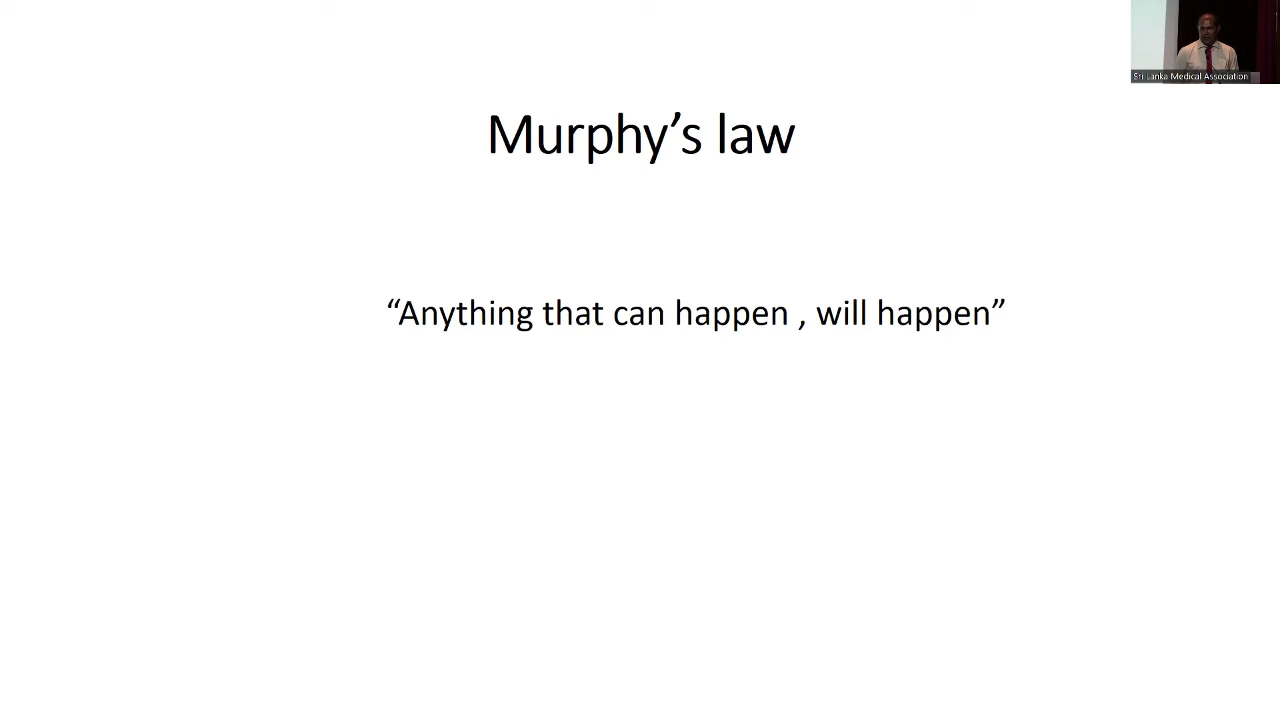 Sri Lanka Medical Association
Murphy’s law
“Anything that can happen , will happen”